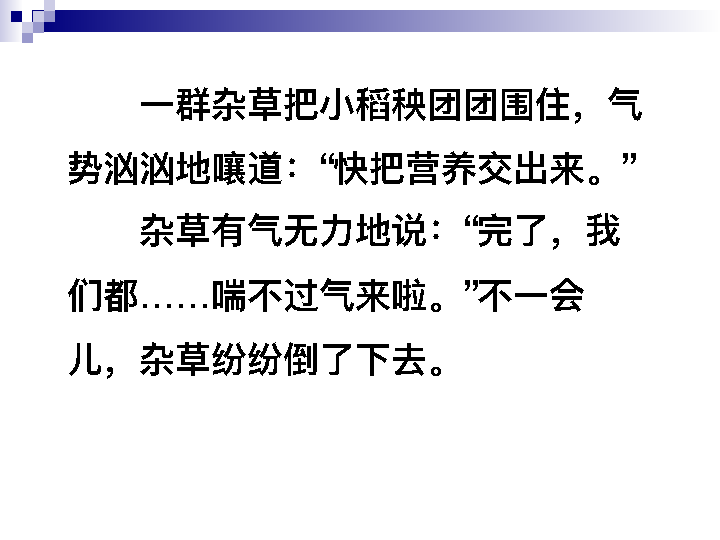 一群杂草把小稻秧团团围住，气
势汹汹地嚷道：“快把营养交出来。”
杂草有气无力地说：“完了，我
们都……喘不过气来啦。”不一会
儿，杂草纷纷倒了下去。